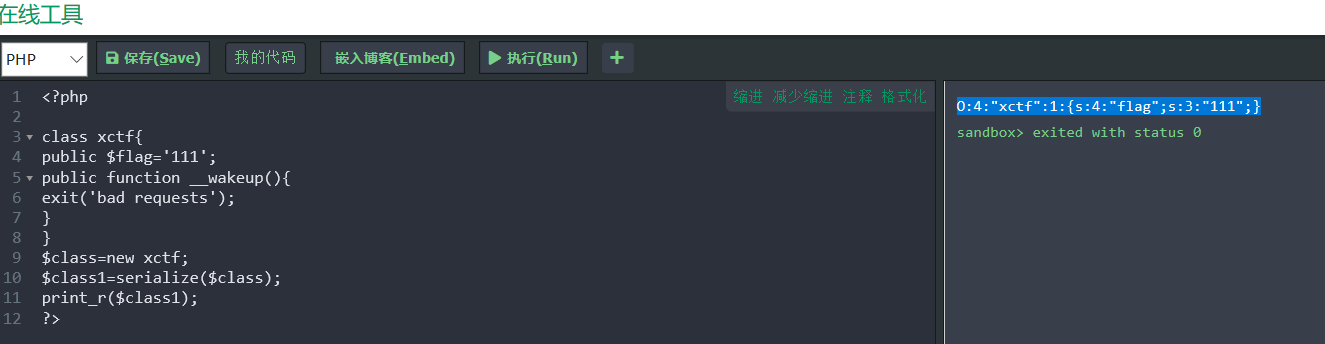 在线工具
PHP 保存(Save) 我的代码 嵌入博客(Embed) 执行(Run) +
缩进 减少缩进 注释 格式化
1 <?php
2
3 class xctf{
4 public $flag='111';
5 public function __wakeup(){
6 exit('bad requests');
7 }
8 }
9 $class=new xctf;
10 $class1=serialize($class);
11 print_r($class1);
12 ?>
O:4:"xctf":1:{s:4:"flag";s:3:"111";}
sandbox> exited with status 0